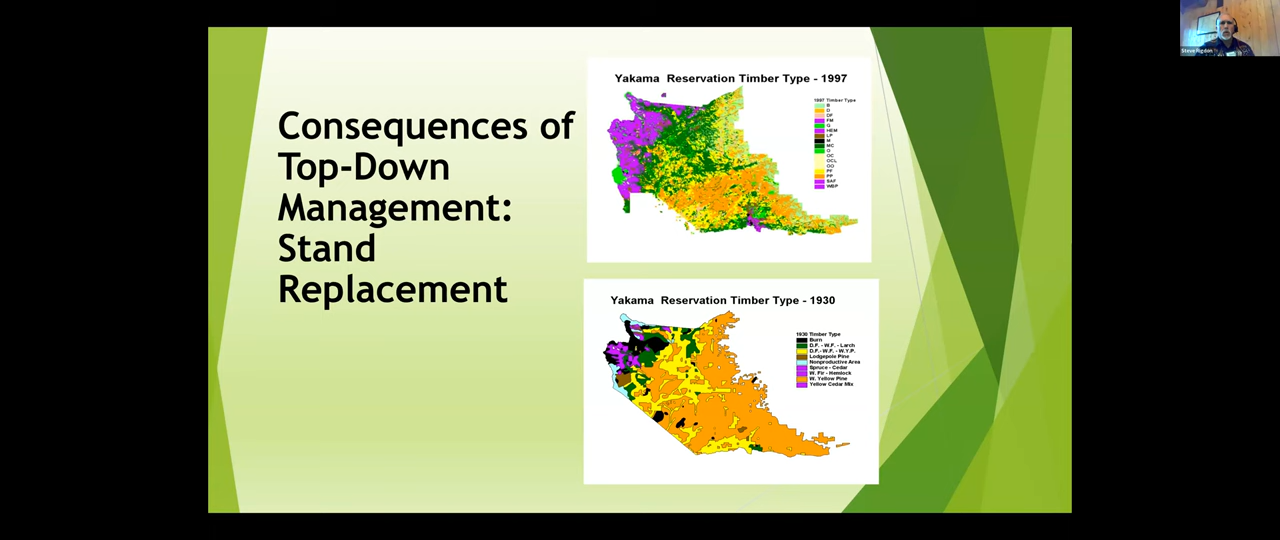 Consequences of
Top-Down
Management:
Stand
Replacement
Yakama Reservation Timber Type - 1997
1997 Timber Type
B
D
DF
FM
G
HEM
LP
M
MC
O
OC
OCL
OO
PF
PP
SAF
WBP
Yakama Reservation Timber Type - 1930
1930 Timber Type
Burn
D.F. - W.F. - Larch
D.F.- W.F. - W.Y.P.
Lodgepole Pine
Nonproductive Area
Spruce - Cedar
W. Fir - Hemlock
W. Yellow Pine
Yellow Cedar Mix
Steve Rigdon